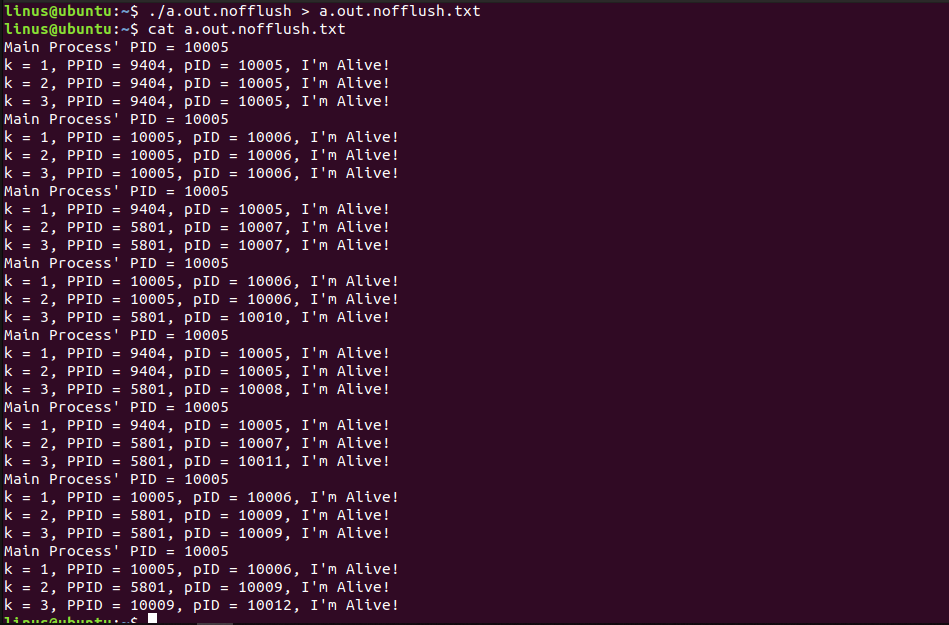 linus@ubuntu:~$ ./a.out.nofflush > a.out.nofflush.txt
linus@ubuntu:~$ cat a.out.nofflush.txt
Main Process' PID = 10005
k = 1, PPID = 9404, pID = 10005, I'm Alive!
k = 2, PPID = 9404, pID = 10005, I'm Alive!
k = 3, PPID = 9404, pID = 10005, I'm Alive!
Main Process' PID = 10005
k = 1, PPID = 10005, pID = 10006, I'm Alive!
k = 2, PPID = 10005, pID = 10006, I'm Alive!
k = 3, PPID = 10005, pID = 10006, I'm Alive!
Main Process' PID = 10005
k = 1, PPID = 9404, pID = 10005, I'm Alive!
k = 2, PPID = 5801, pID = 10007, I'm Alive!
k = 3, PPID = 5801, pID = 10007, I'm Alive!
Main Process' PID = 10005
k = 1, PPID = 10005, pID = 10006, I'm Alive!
k = 2, PPID = 10005, pID = 10006, I'm Alive!
k = 3, PPID = 5801, pID = 10010, I'm Alive!
Main Process' PID = 10005
k = 1, PPID = 9404, pID = 10005, I'm Alive!
k = 2, PPID = 9404, pID = 10005, I'm Alive!
k = 3, PPID = 5801, pID = 10008, I'm Alive!
Main Process' PID = 10005
k = 1, PPID = 9404, pID = 10005, I'm Alive!
k = 2, PPID = 5801, pID = 10007, I'm Alive!
k = 3, PPID = 5801, pID = 10011, I'm Alive!
Main Process' PID = 10005
k = 1, PPID = 10005, pID = 10006, I'm Alive!
k = 2, PPID = 5801, pID = 10009, I'm Alive!
k = 3, PPID = 5801, pID = 10009, I'm Alive!
Main Process' PID = 10005
k = 1, PPID = 10005, pID = 10006, I'm Alive!
k = 2, PPID = 5801, pID = 10009, I'm Alive!
k = 3, PPID = 10009, pID = 10012, I'm Alive!
linus@ubuntu:~$